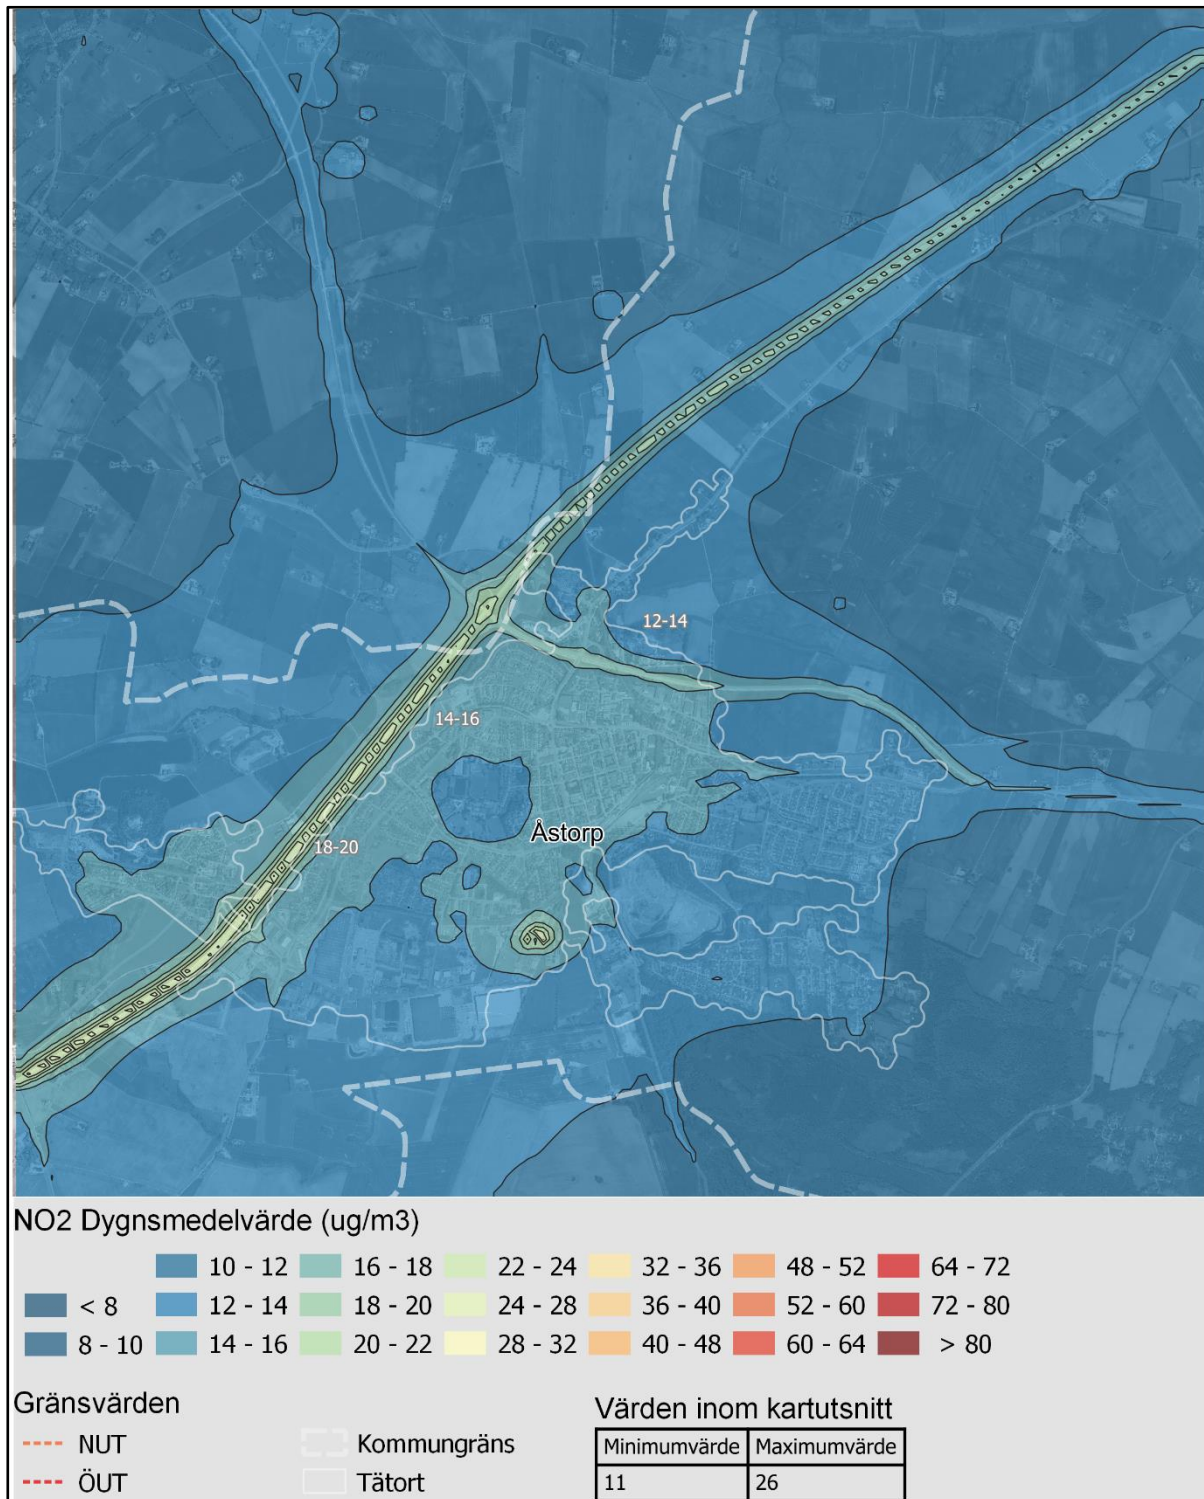 12-14
14-16
Åstorp
18-20
NO2 Dygnsmedelvärde (ug/m3)
10 - 12 16 - 18 22 - 24 32 - 36 48 - 52 64 - 72
< 8 12 - 14 18 - 20 24 - 28 36 - 40 52 - 60 72 - 80
8 - 10 14 - 16 20 - 22 28 - 32 40 - 48 60 - 64 > 80
Gränsvärden
NUT
ÖUT
Kommungräns
Tätort
Värden inom kartutsnitt
Minimumvärde Maximumvärde
11 26